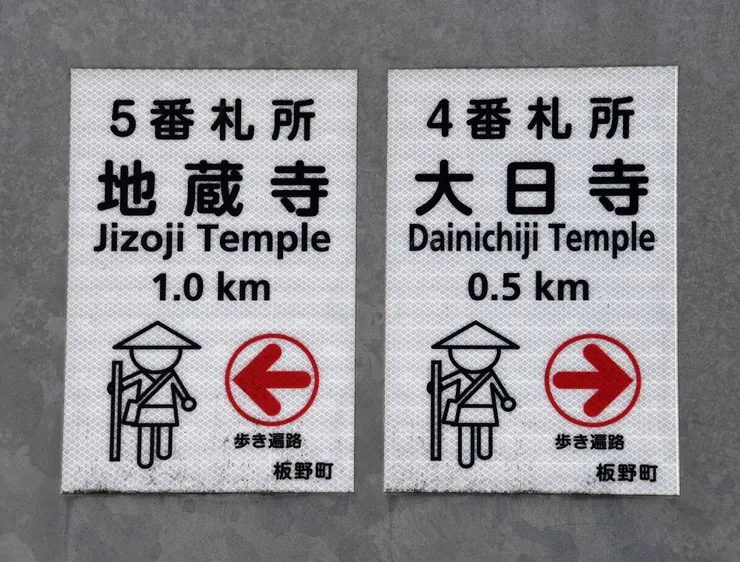 5番札所
地蔵寺
Jizoji Temple
1.0 km
歩き遍路
板野町
4番札所
大日寺
Dainichiji Temple
0.5 km
歩き遍路
板野町